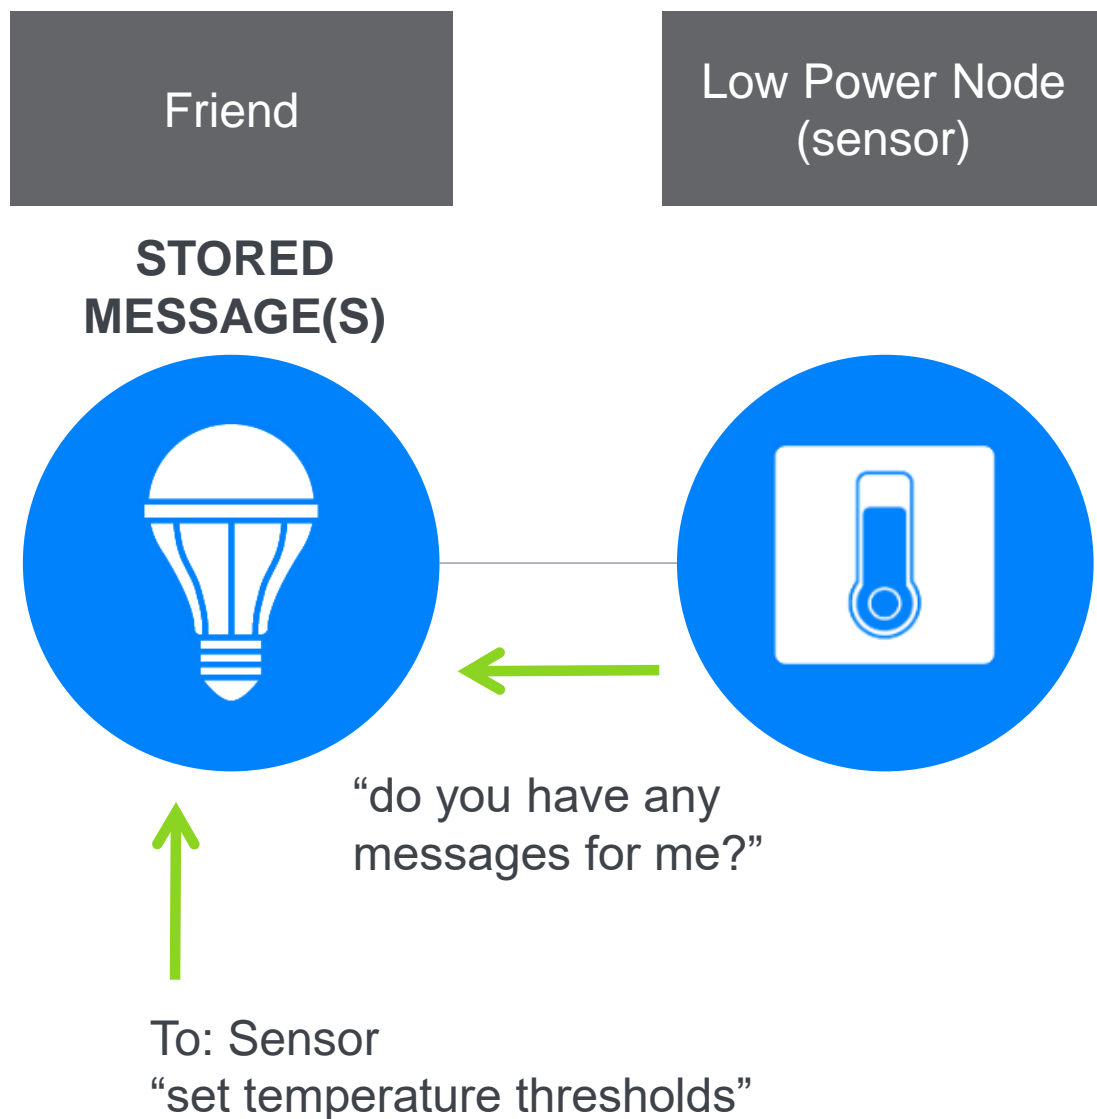 Friend
Low Power Node
(sensor)
STORED
MESSAGE(S)
“do you have any
messages for me?”
To: Sensor
“set temperature thresholds”